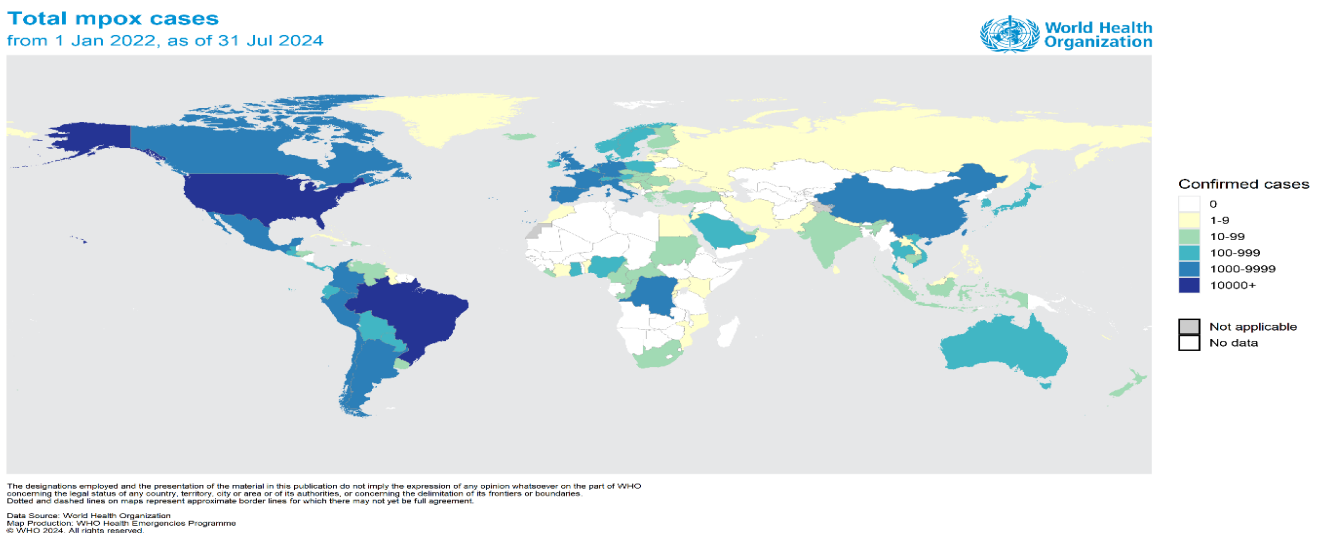 Total mpox cases
from 1 Jan 2022, as of 31 Jul 2024
World Health
Organization
Confirmed cases
0
1-9
10-99
100-999
1000-9999
10000+
Not applicable
No data
The designations employed and the presentation of the material in this publication do not imply the expression of any opinion whatsoever on the part of WHO
concerning the legal status of any country, territory, city or area or of its authorities, or concerning the delimitation of its frontiers or boundaries.
Dotted and dashed lines on maps represent approximate border lines for which there may not yet be full agreement.
Data Source: World Health Organization
Map Production: WHO Health Emergencies Programme
© WHO 2024. All rights reserved.